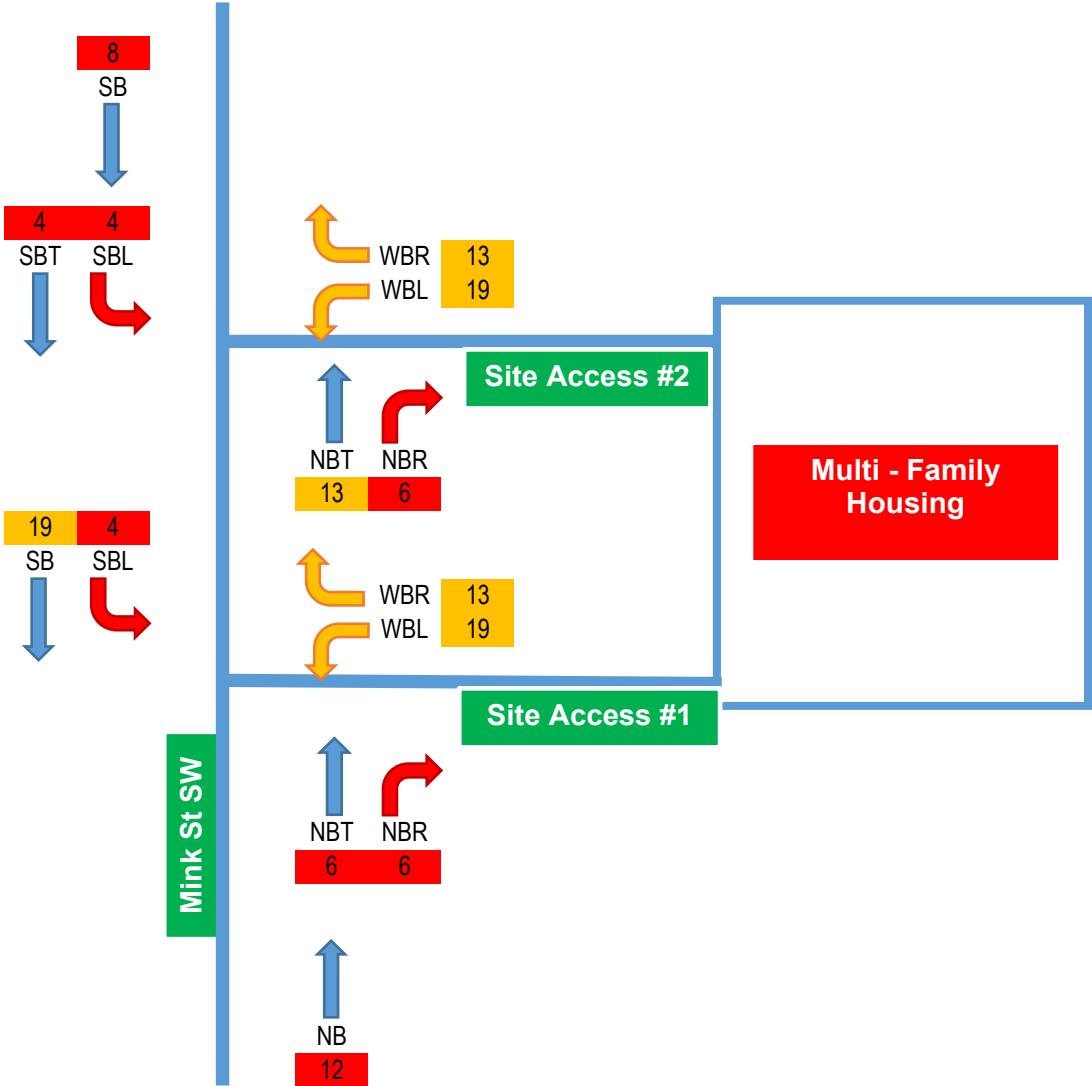 8
SB
4 4
SBT SBL
WBR 13
WBL 19
Site Access #2
NBT NBR
13 6
Multi - Family
Housing
19 4
SB SBL
WBR 13
WBL 19
Site Access #1
Mink St SW
NBT NBR
6 6
NB
12